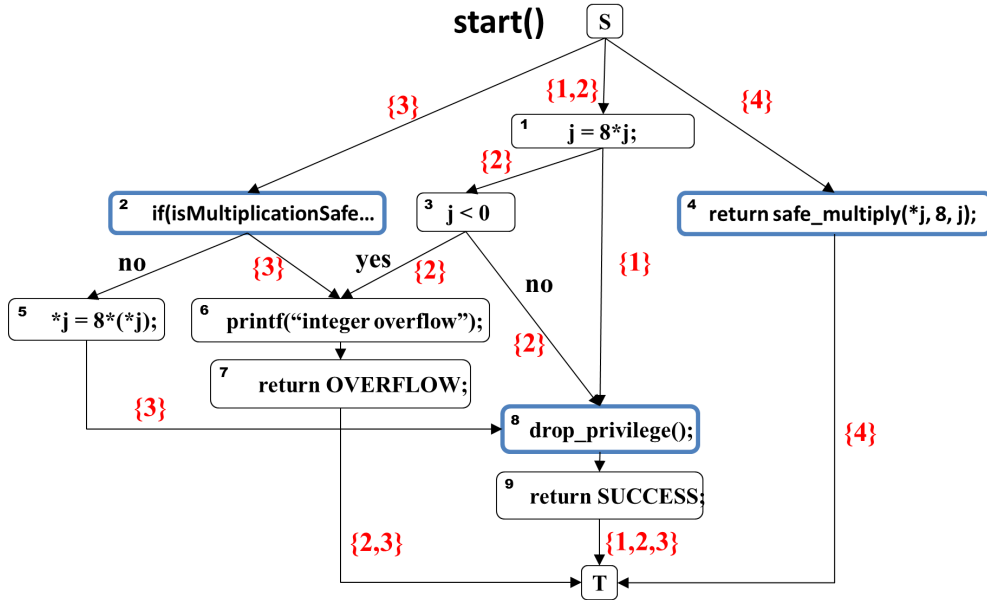 start()
S
{3}
{1,2}
{4}
1 j = 8*j;
{2}
2 if(isMultiplicationSafe…
3 j < 0
4 return safe_multiply(*j, 8, j);
no
{3}
yes
{2}
{1}
no
5 *j = 8*(*j);
6 printf(“integer overflow”);
{2}
7 return OVERFLOW;
{3}
8 drop_privilege();
{4}
9 return SUCCESS;
{2,3}
{1,2,3}
T